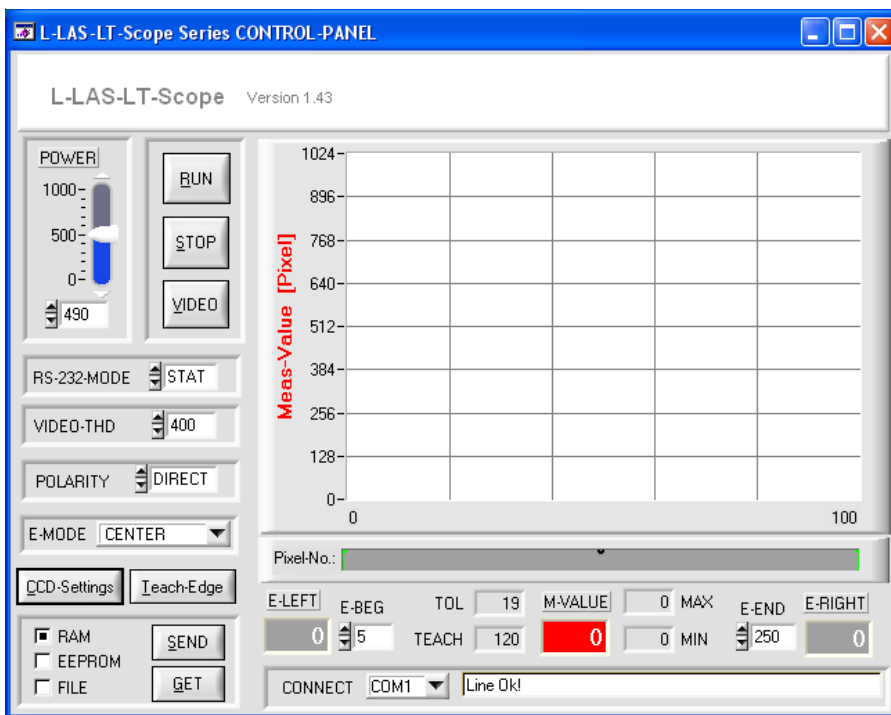 L-LAS-LT-Scope Series CONTROL-PANEL
L-LAS-LT-Scope Version 1.43
POWER
1000
500
0
490
RUN
STOP
VIDEO
RS-232-MODE STAT
VIDEO-THD 400
POLARITY DIRECT
E-MODE CENTER
CCD-Settings Teach-Edge
RAM
EEPROM
FILE
SEND
GET
Meas-Value [Pixel]
1024
896
768
640
512
384
256
128
0
0 100
Pixel-No.:
E-LEFT
0
E-BEG
5
TOL 19
TEACH 120
M-VALUE
0
0 MAX
0 MIN
E-END
250
E-RIGHT
0
CONNECT COM1 Line Ok!